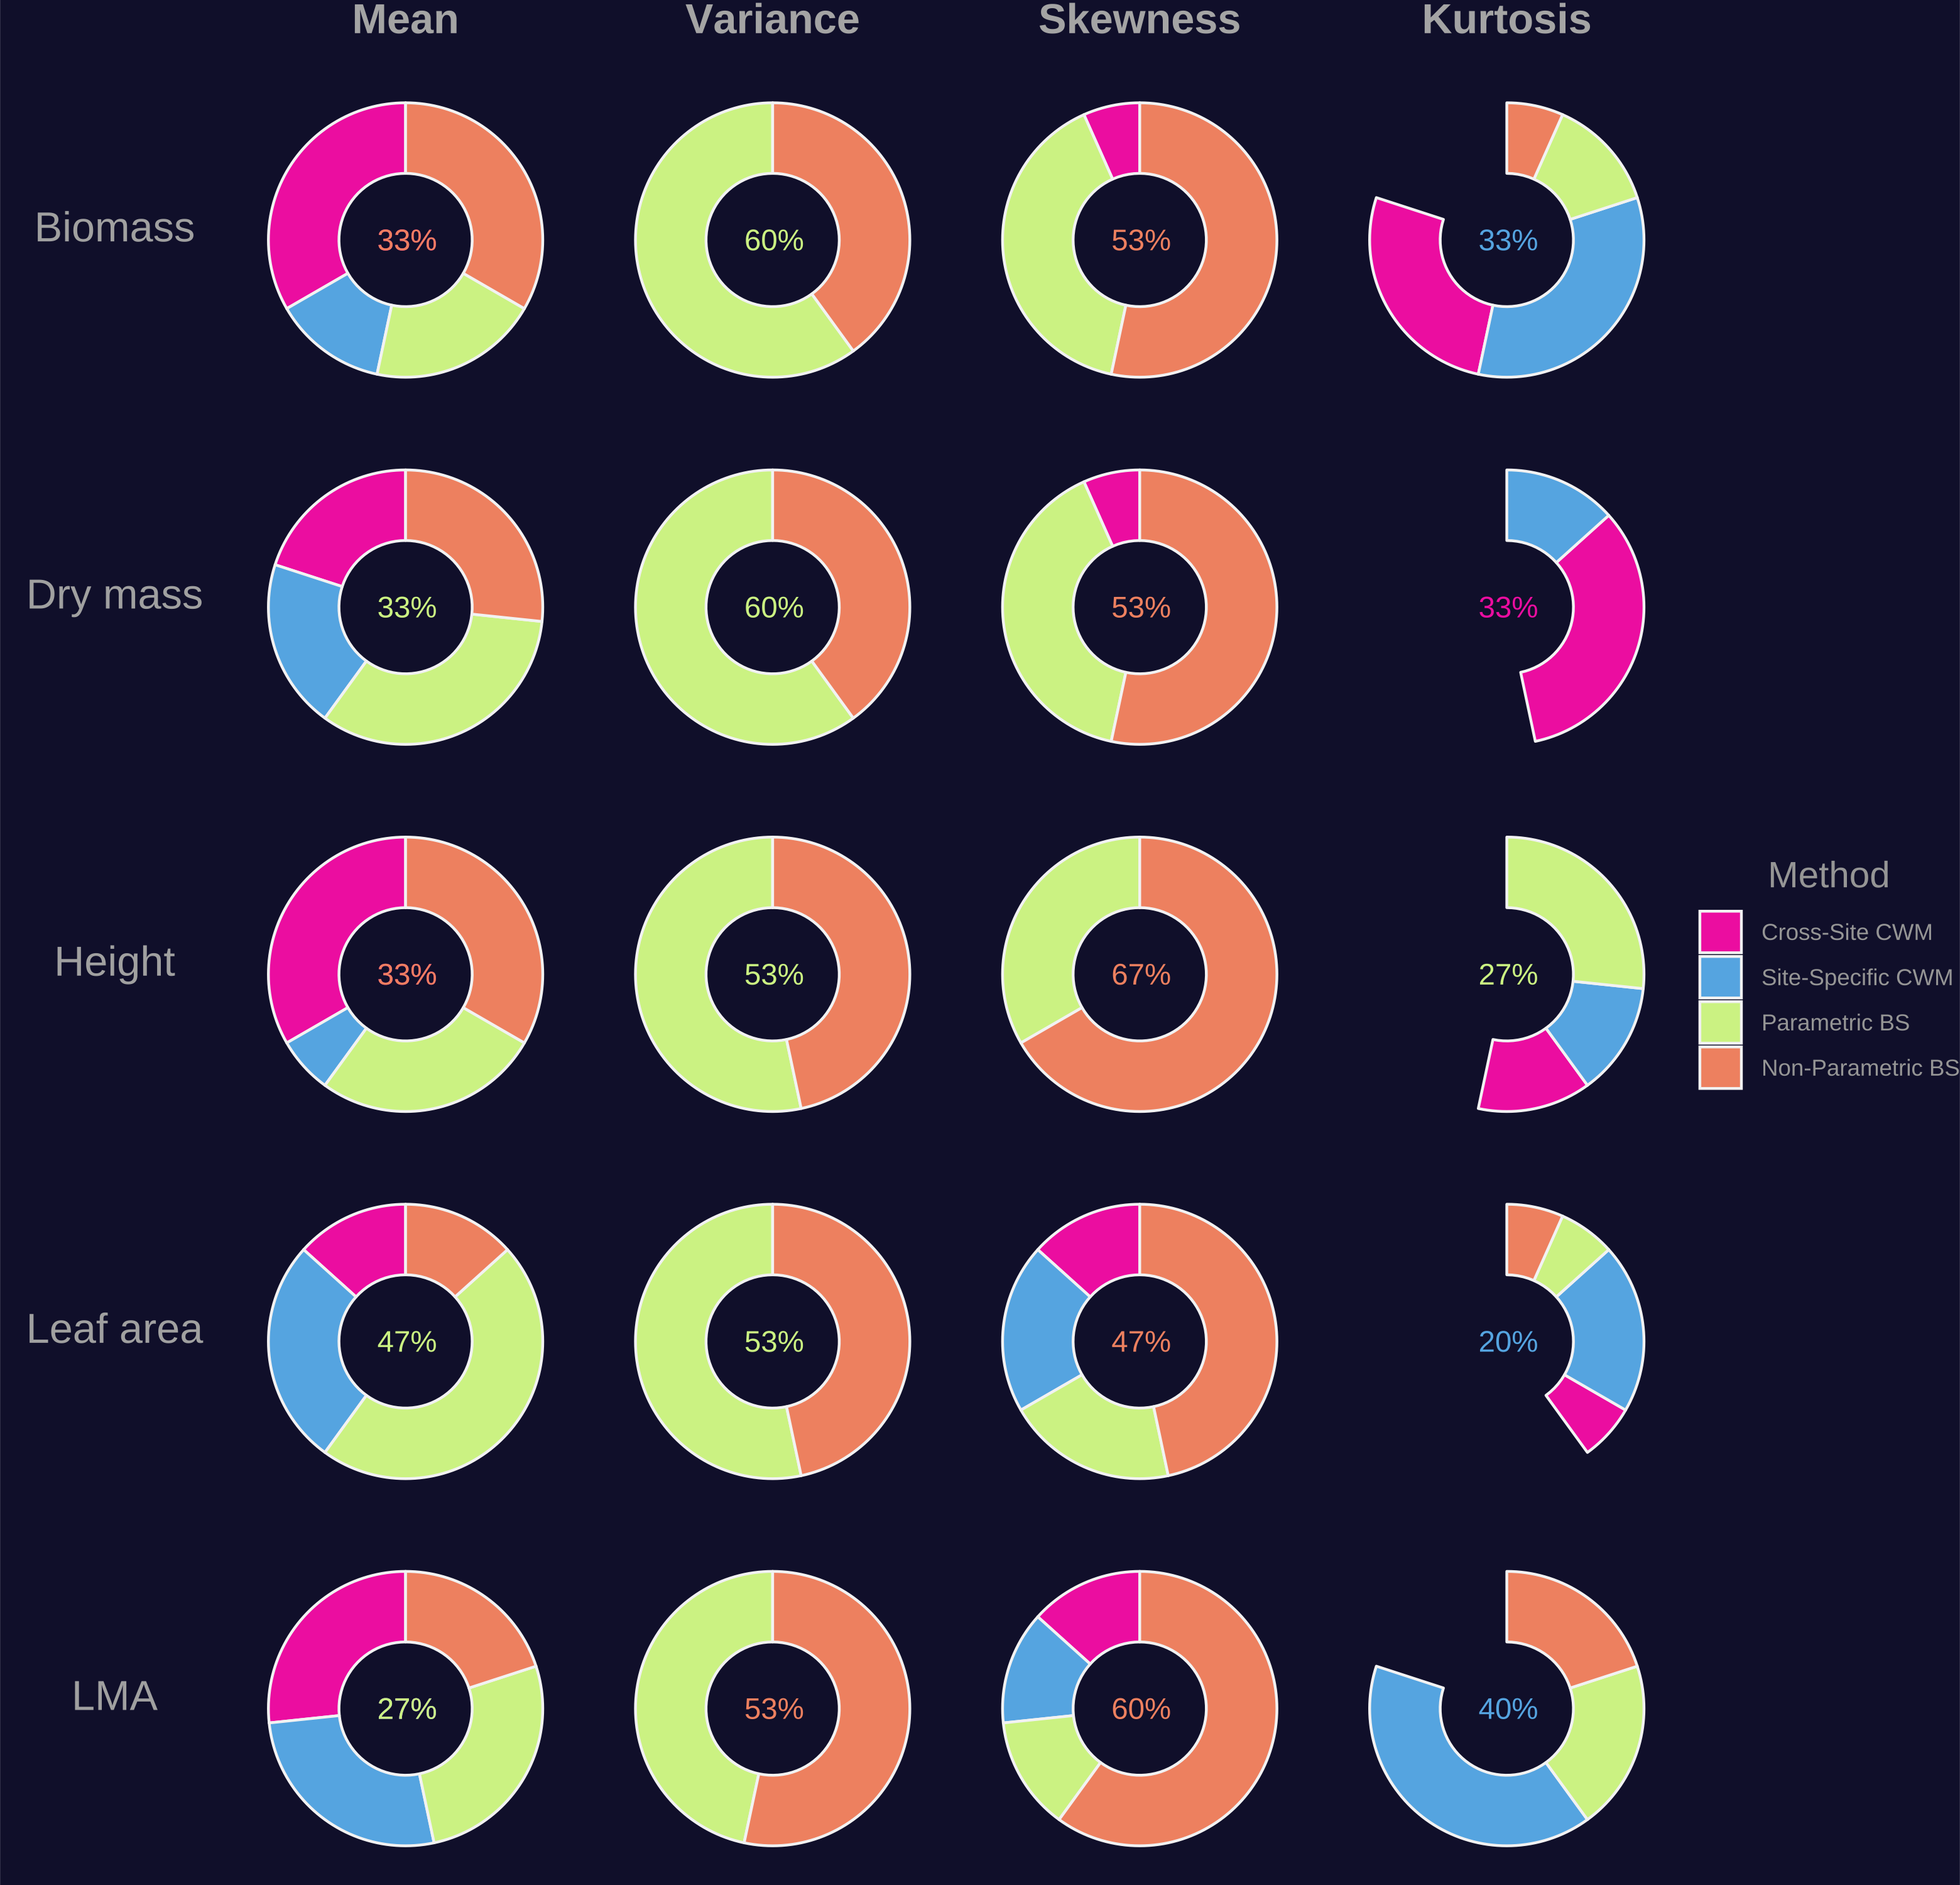 Mean Variance Skewness Kurtosis
Biomass 33% 60% 53% 33%
Dry mass 33% 60% 53% 33%
Height 33% 53% 67% 27%
Method
Cross-Site CWM
Site-Specific CWM
Parametric BS
Non-Parametric BS
Leaf area 47% 53% 47% 20%
LMA 27% 53% 60% 40%